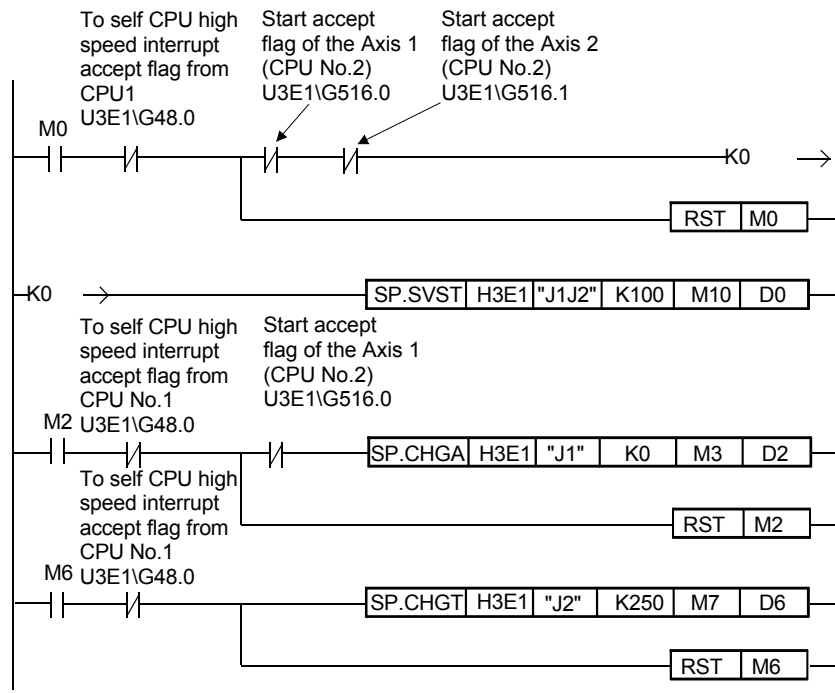 To self CPU high
speed interrupt
accept flag from
CPU1
U3E1\G48.0
Start accept
flag of the Axis 1
(CPU No.2)
U3E1\G516.0
Start accept
flag of the Axis 2
(CPU No.2)
U3E1\G516.1
M0
K0
RST M0
K0
SP.SVST H3E1 "J1J2" K100 M10 D0
To self CPU high
speed interrupt
accept flag from
CPU No.1
U3E1\G48.0
Start accept
flag of the Axis 1
(CPU No.2)
U3E1\G516.0
M2
SP.CHGA H3E1 "J1" K0 M3 D2
RST M2
To self CPU high
speed interrupt
accept flag from
CPU No.1
U3E1\G48.0
M6
SP.CHGT H3E1 "J2" K250 M7 D6
RST M6